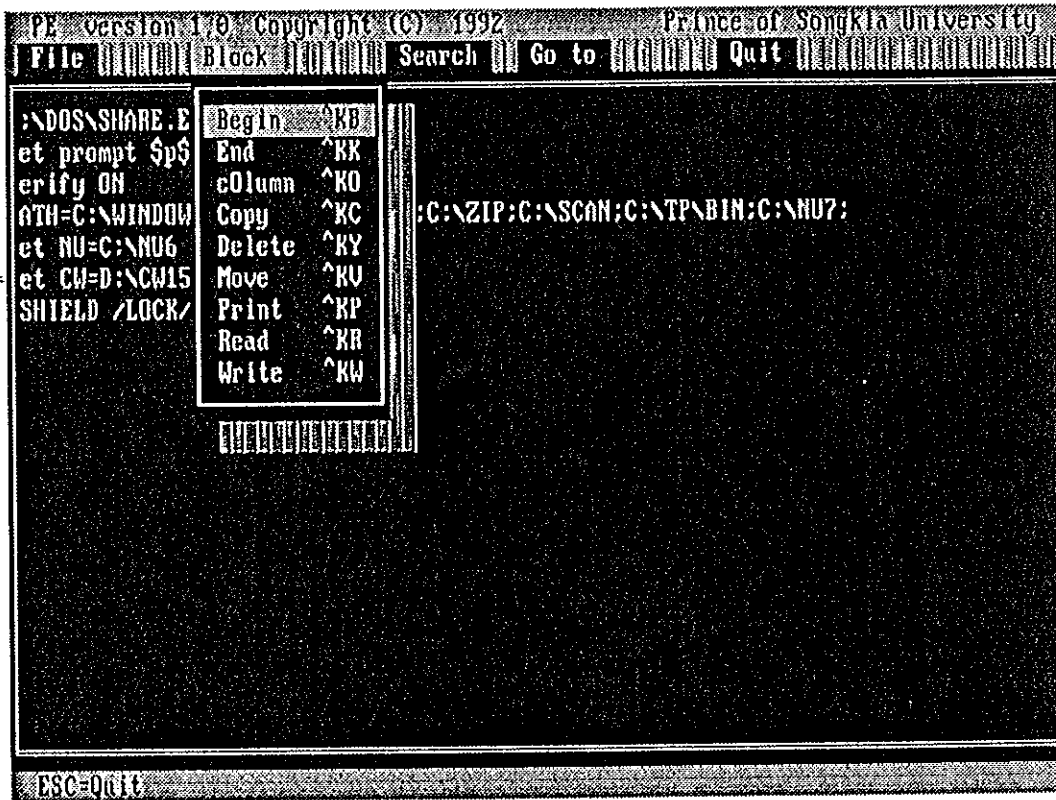 PE version 1.0 Copyright (C) 1992 Prince of Songkla University
File Block Search Go to Quit
:\DOS\SHARE.E
et prompt $p$
erify ON
ATH=C:\WINDOW ;C:\ZIP;C:\SCAN;C:\TP\BIN;C:\NU7;
et NU=C:\NU6
et CW=D:\CW15
SHIELD /LOCK/
Begin ^KB
End ^KK
cOlumn ^KO
Copy ^KC
Delete ^KY
Move ^KV
Print ^KP
Read ^KR
Write ^KW
ESC=Quit